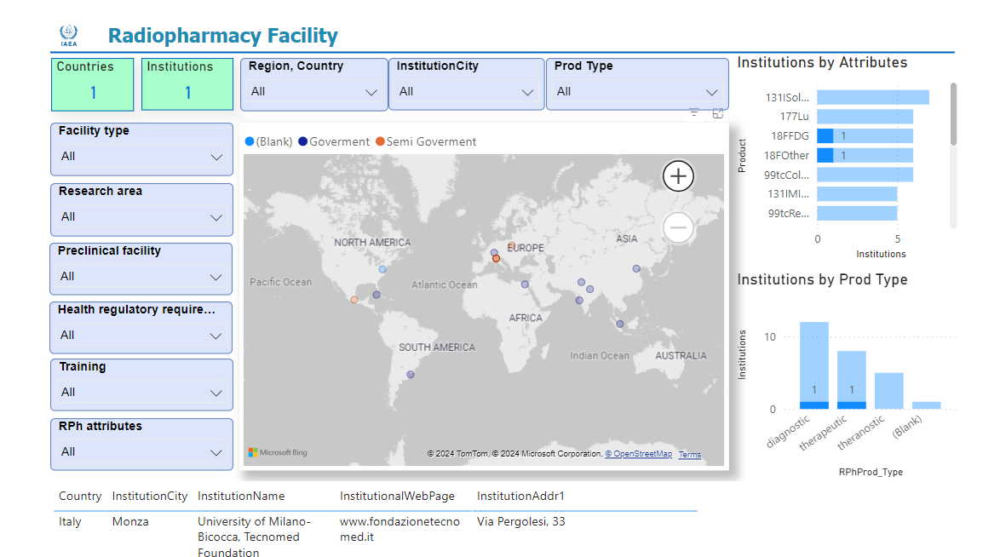 IAEA
Radiopharmacy Facility
Countries
1
Institutions
1
Region, Country
All
InstitutionCity
All
Prod Type
All
Facility type
All
Research area
All
Preclinical facility
All
Health regulatory require...
All
Training
All
RPh attributes
All
(Blank) Goverment Semi Goverment
NORTH AMERICA
EUROPE
ASIA
Pacific Ocean
Atlantic Ocean
AFRICA
SOUTH AMERICA
Indian Ocean
AUSTRALIA
Microsoft Bing
© 2024 TomTom, © 2024 Microsoft Corporation, © OpenStreetMap Terms
Institutions by Attributes
Product
131ISol...
177Lu
18FFDG 1
18FOther 1
99tcCol...
131IMI...
99tcRe...
0 5
Institutions
Institutions by Prod Type
Institutions
10
0
1 1
diagnostic
therapeutic
theranostic
(Blank)
RPhProd_Type
Country InstitutionCity InstitutionName InstitutionalWebPage InstitutionAddr1
Italy Monza University of Milano- www.fondazionetecno Via Pergolesi, 33
Bicocca, Tecnomed med.it
Foundation